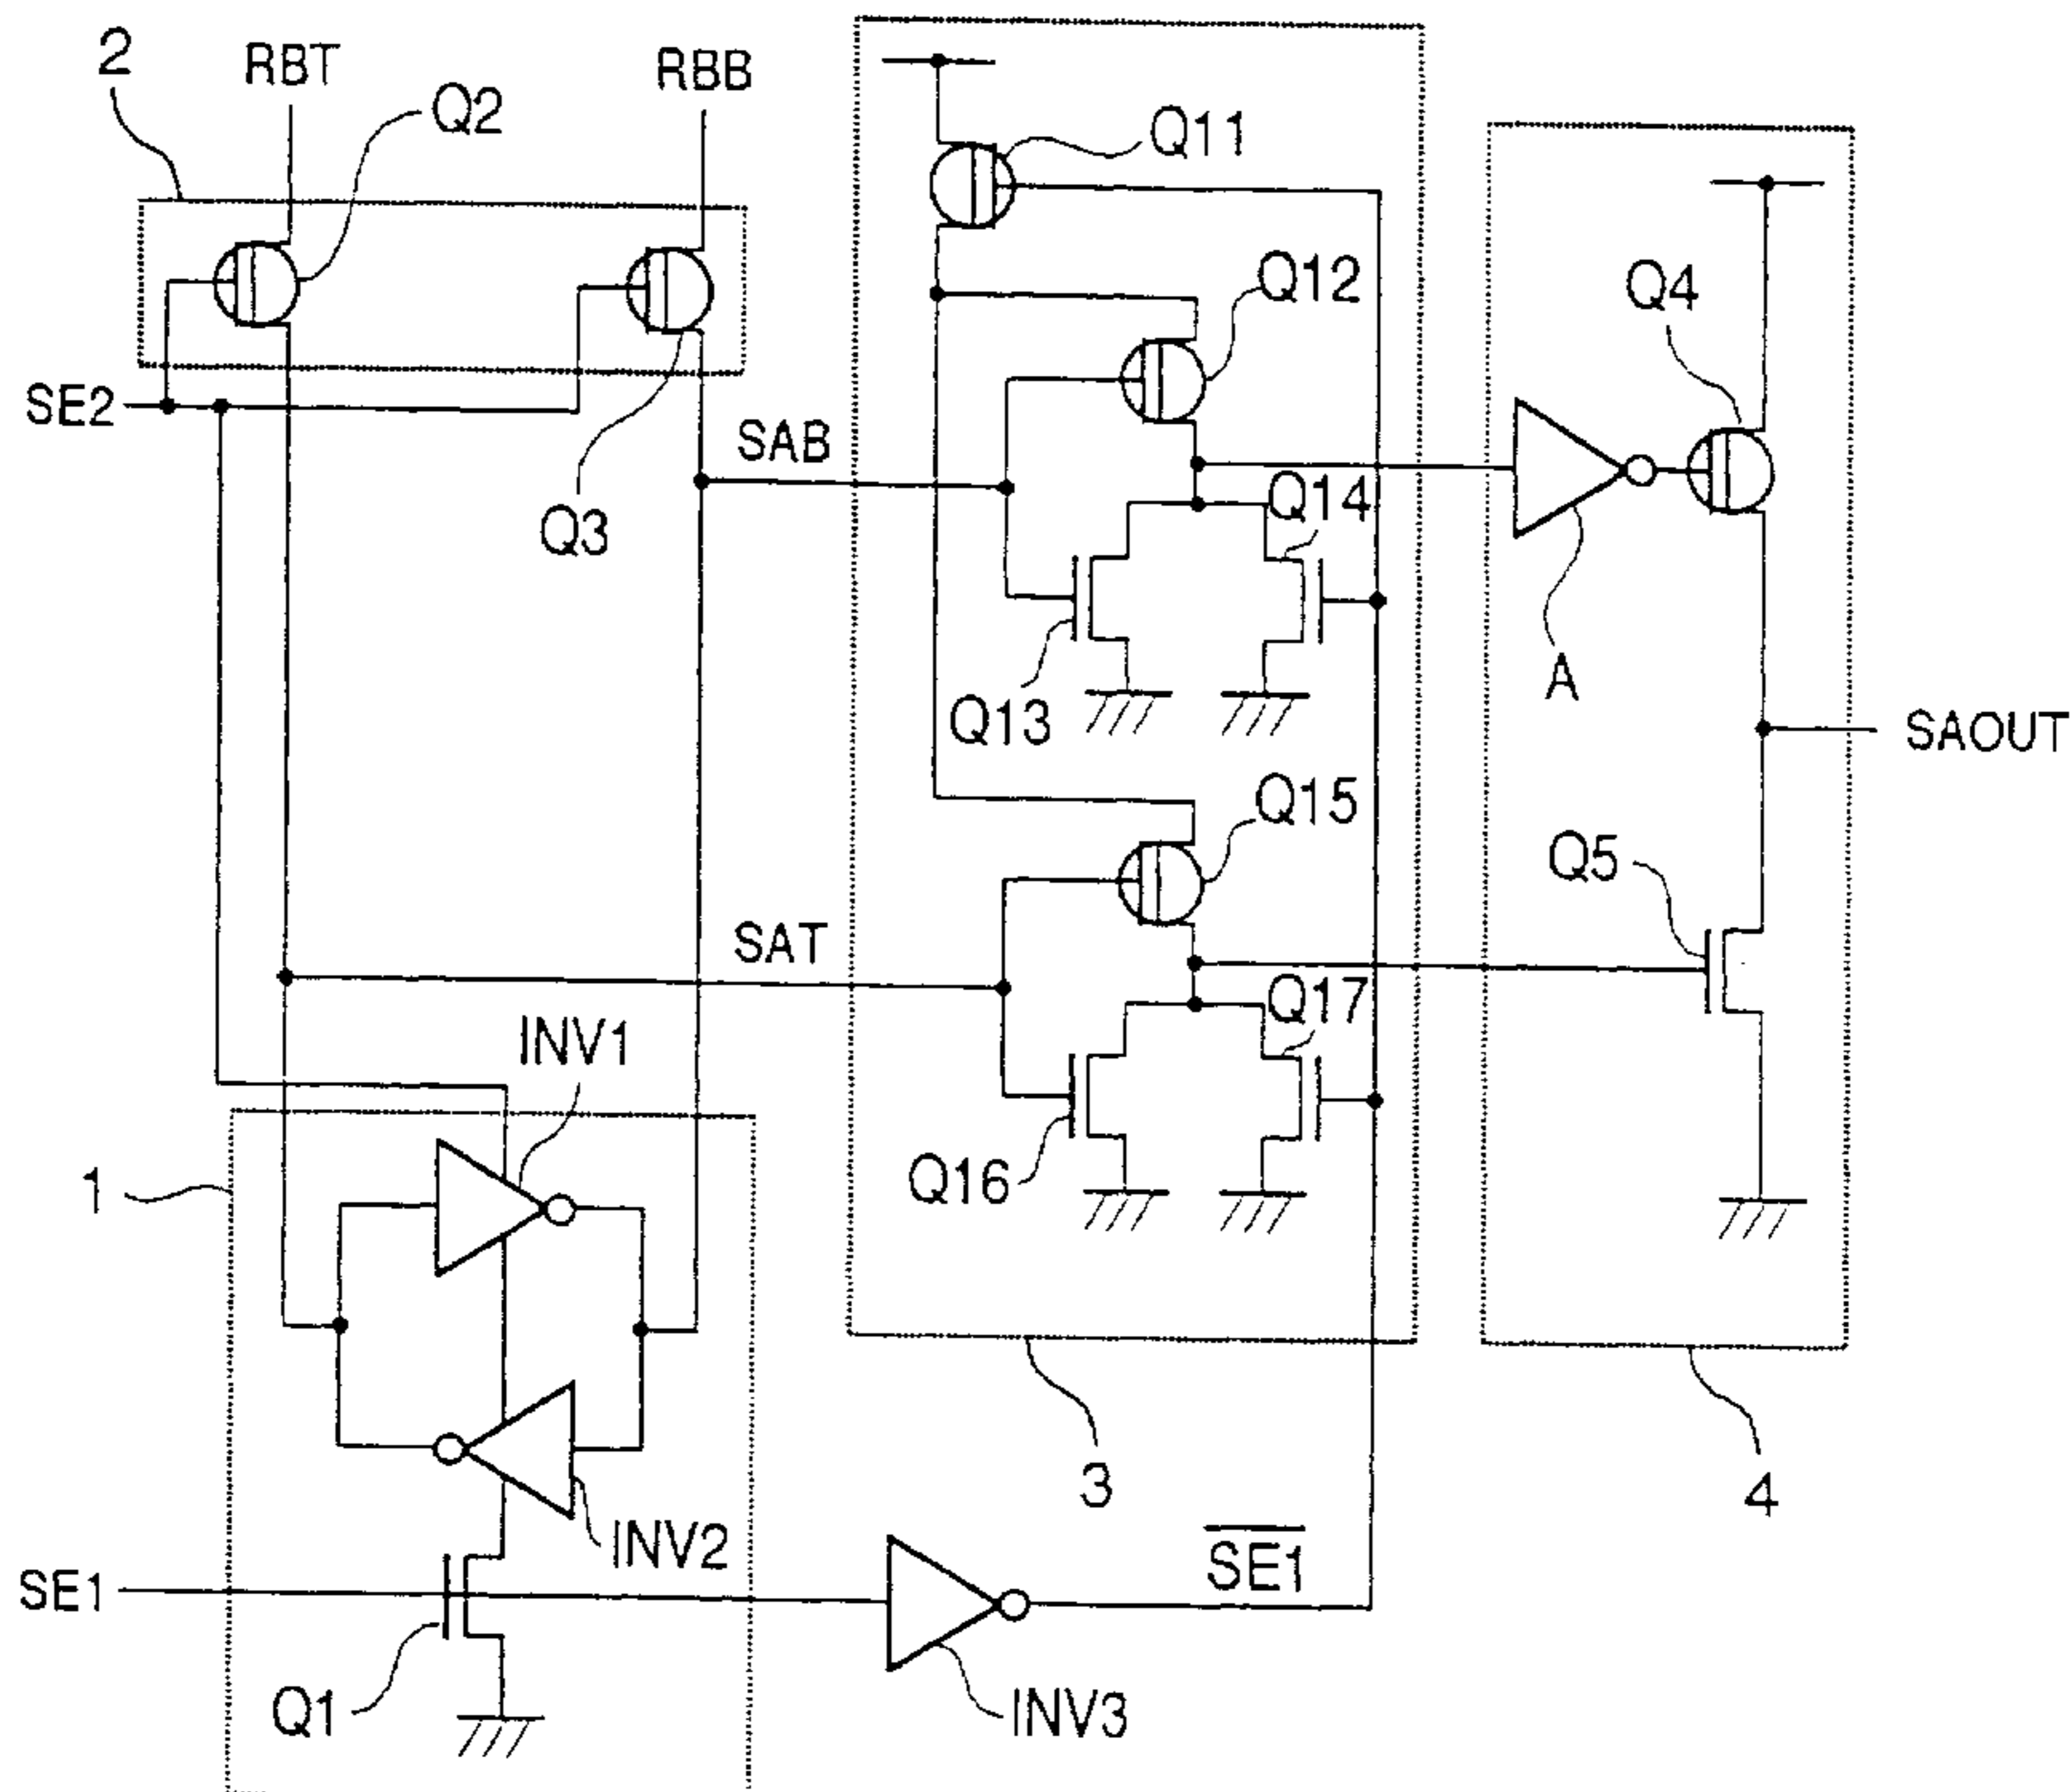 2
RBT
RBB
Q2
Q11
Q12
Q4
SE2
SAB
Q3
Q14
A
Q13
SAOUT
Q15
Q5
SAT
Q17
INV1
Q16
1
3
4
INV2
SE1
SE1
Q1
INV3